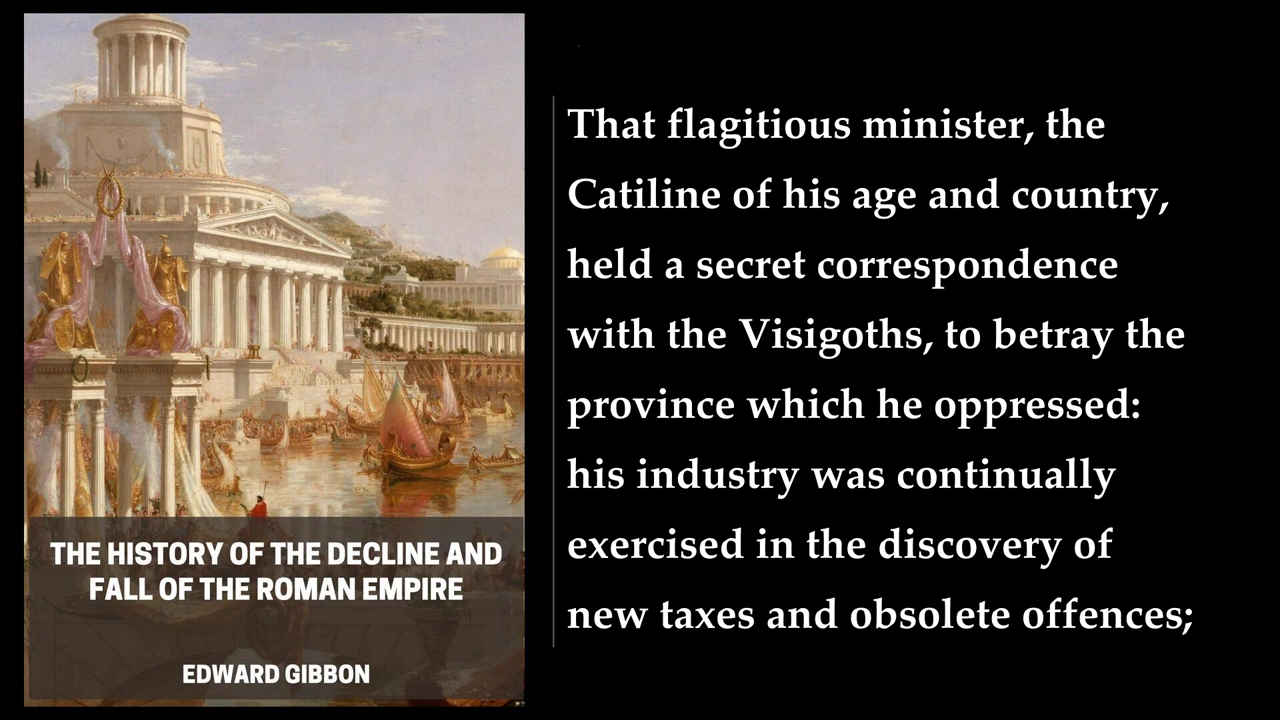 THE HISTORY OF THE DECLINE AND
FALL OF THE ROMAN EMPIRE
EDWARD GIBBON
That flagitious minister, the
Catiline of his age and country,
held a secret correspondence
with the Visigoths, to betray the
province which he oppressed:
his industry was continually
exercised in the discovery of
new taxes and obsolete offences;